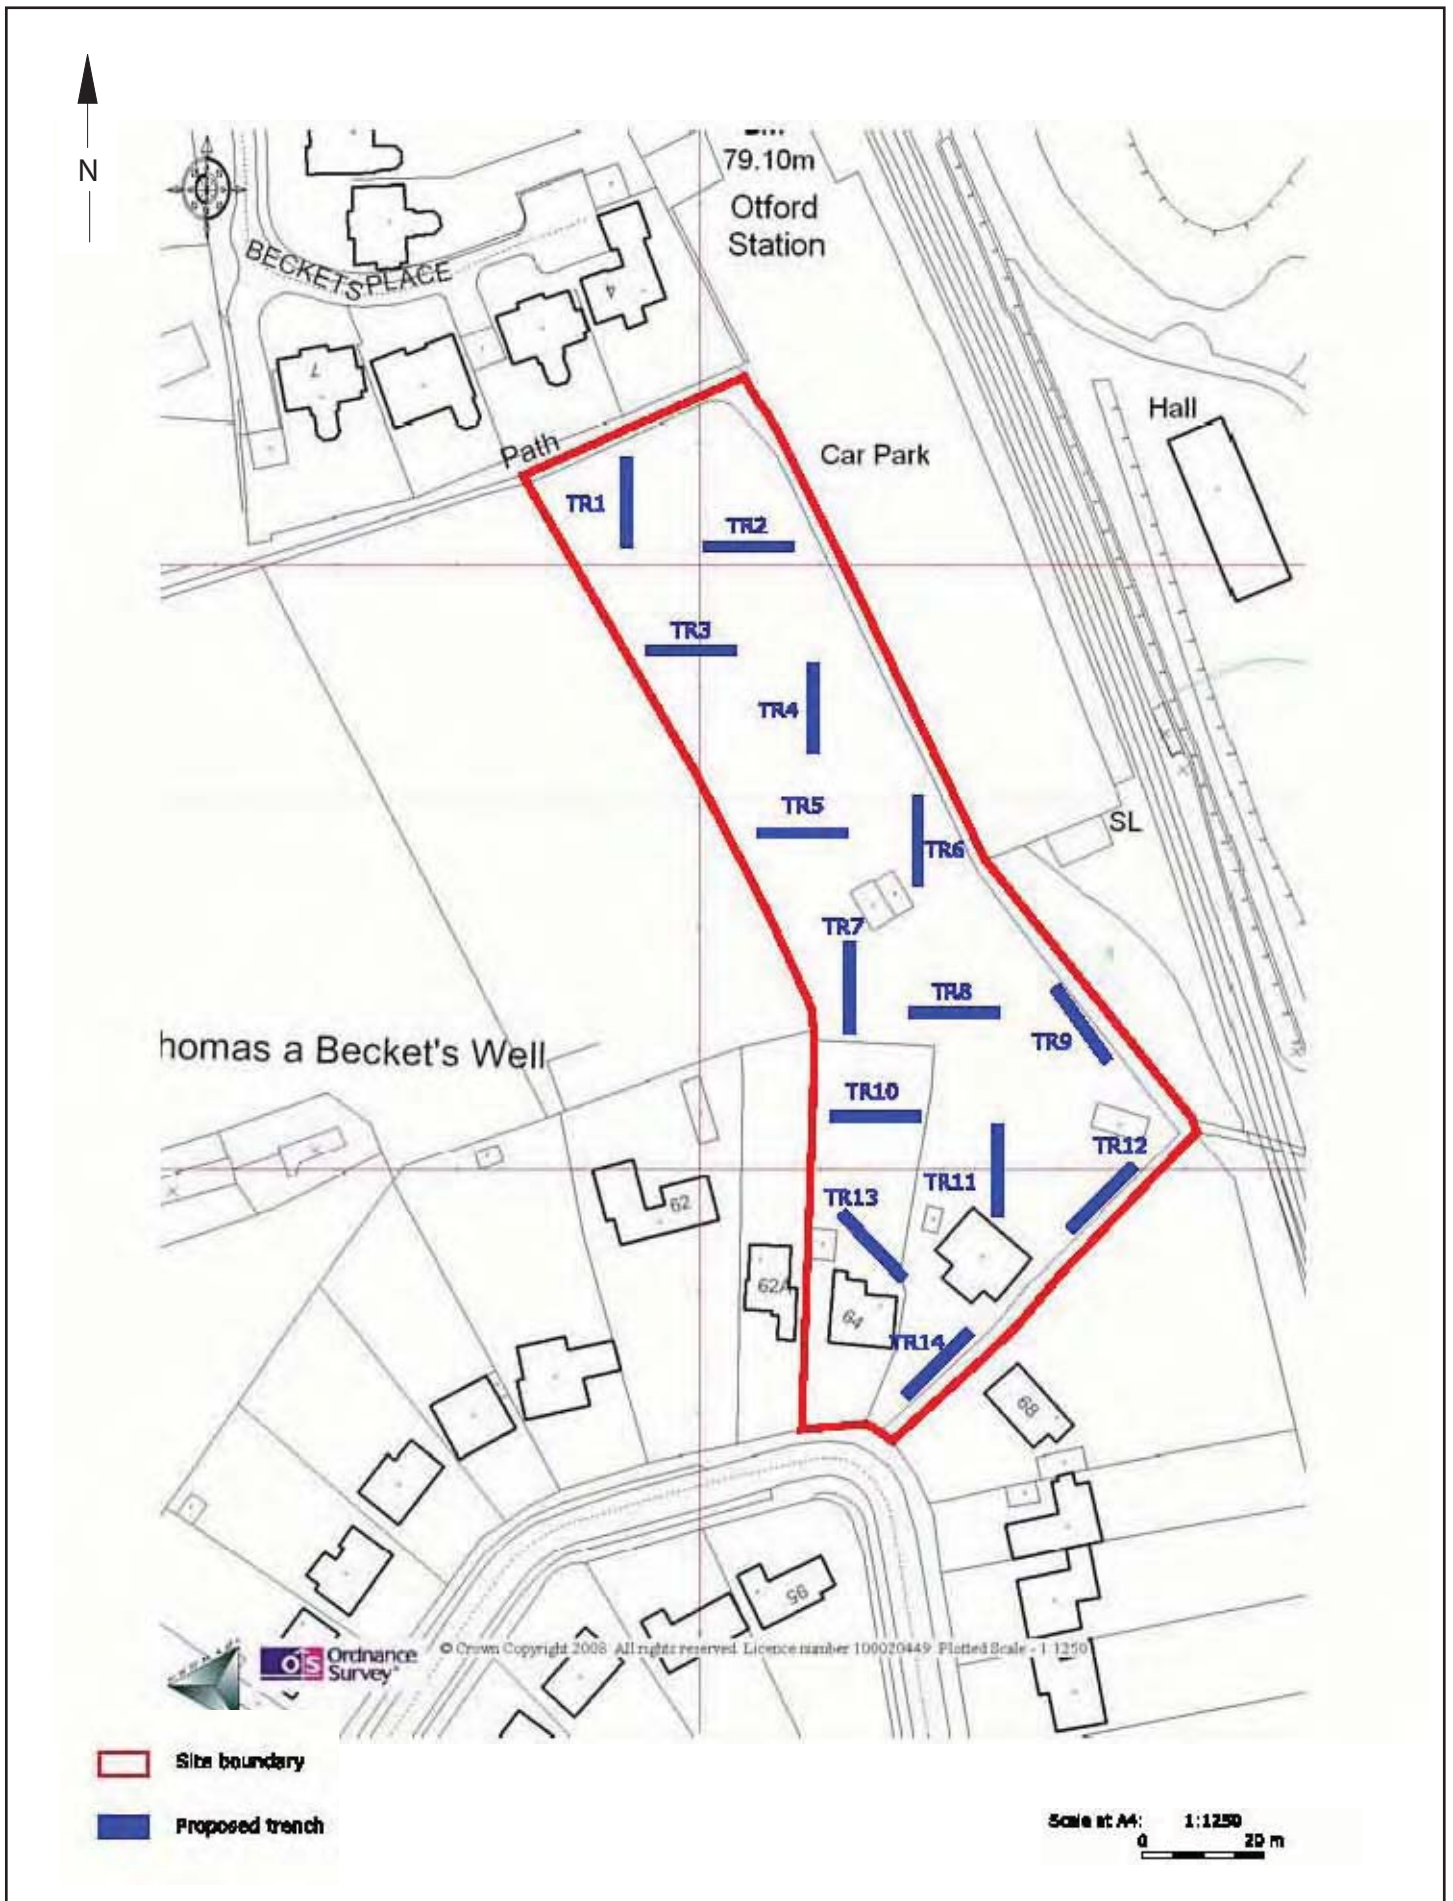 N
79.10m
Otford
Station
BECKETS PLACE
4
7
Hall
Path
Car Park
TR1
TR2
TR3
TR4
TR5
SL
TR6
TR7
TR8
TR9
homas a Becket's Well
TR10
TR12
TR11
TR13
62
62A
64
TR14
68
95
Ordnance
Survey
© Crown Copyright 2008 All rights reserved. Licence number 100020449 Plotted Scale - 1:1250
Site boundary
Proposed trench
Scale at A4: 1:1250
0 20 m